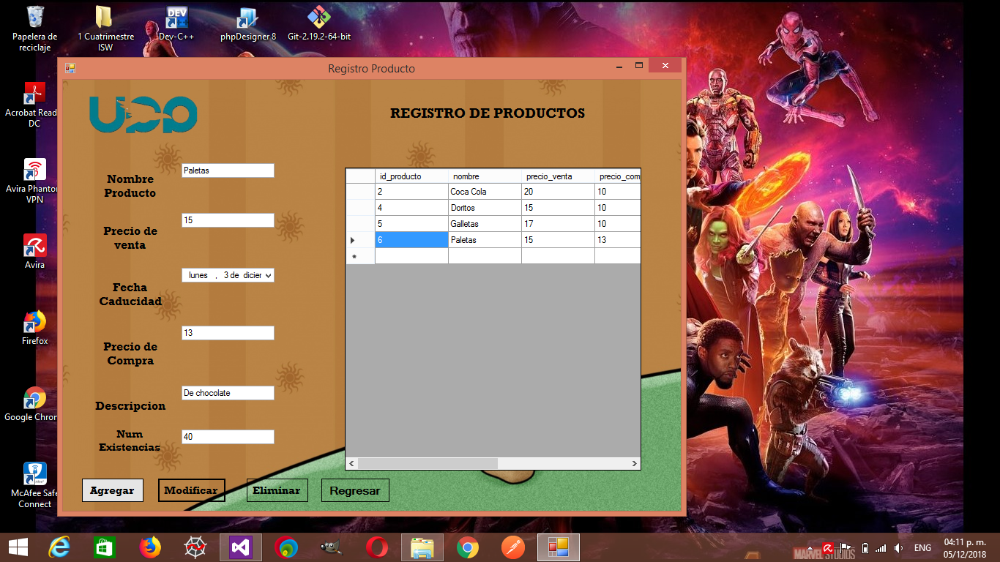 Papelera de
reciclaje
1 Cuatrimestre
ISW
DEV
Dev-C++
phpDesigner 8
Git-2.19.2-64-bit
Registro Producto
Acrobat Read
DC
Avira Phantom
VPN
Avira
Firefox
Google Chron
McAfee Safe
Connect
REGISTRO DE PRODUCTOS
Nombre
Producto
Paletas
Precio de
venta
15
Fecha
Caducidad
lunes , 3 de dicier
Precio de
Compra
13
Descripcion
De chocolate
Num
Existencias
40
id_producto nombre precio_venta precio_com
2 Coca Cola 20 10
4 Doritos 15 10
5 Galletas 17 10
6 Paletas 15 13
*
Agregar Modificar Eliminar Regresar
MARVEL STUDIOS
ENG
04:11 p. m.
05/12/2018